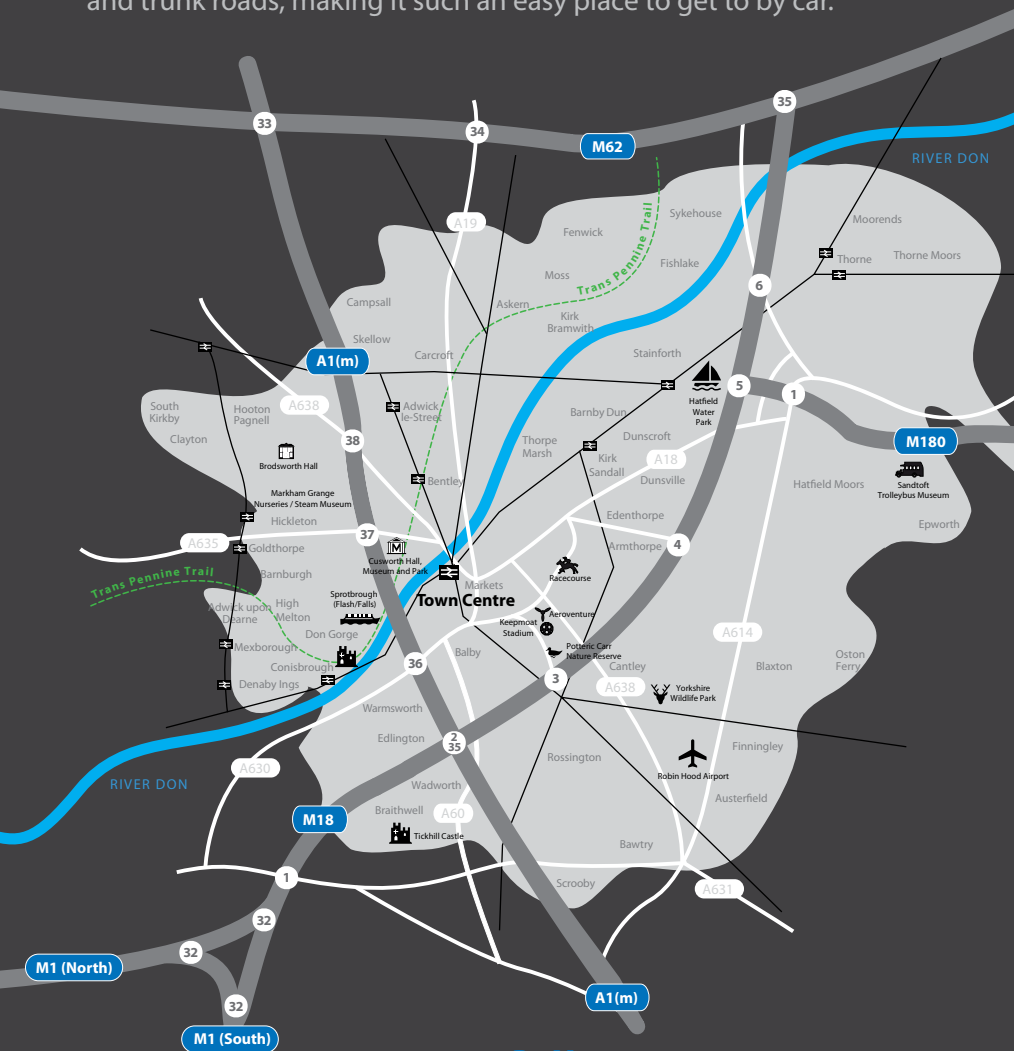 and trunk roads, making it such an easy place to get to by car.
33
34
35
M62
RIVER DON
Sykehouse
Moorends
A19
Fenwick
Trans Pennine Trail
Thorne
Thorne Moors
Fishlake
Moss
6
Campsall
Askern
Kirk
Bramwith
Skellow
Carcroft
Stainforth
A1(m)
5
1
Hatfield
Water
Park
South
Kirkby
Hooton
Pagnell
A638
Adwick
le-Street
Barnby Dun
Clayton
38
Thorpe
Marsh
Dunscroft
M180
Brodsworth Hall
Kirk
Sandall
A18
Bentley
Dunsville
Hatfield Moors
Sandtoft
Trolleybus Museum
Markham Grange
Nurseries / Steam Museum
Hickleton
Edenthorpe
Epworth
A635
37
Goldthorpe
Armthorpe
4
Cusworth Hall,
Museum and Park
Barnburgh
Trans Pennine Trail
Markets
Racecourse
Town Centre
Sprotbrough
(Flash/Falls)
Adwick upon
Dearne
High
Melton
Aeroventure
Keepmoat
Stadium
Don Gorge
A614
Mexborough
Balby
Potteric Carr
Nature Reserve
Conisbrough
36
Cantley
Blaxton
Oston
Ferry
Denaby Ings
3
A638
Yorkshire
Wildlife Park
Warmsworth
Edlington
2
35
Finningley
Rossington
A630
Robin Hood Airport
RIVER DON
Wadworth
Austerfield
Braithwell
A60
M18
Tickhill Castle
Bawtry
1
Scrooby
A631
32
32
M1 (North)
A1(m)
32
M1 (South)